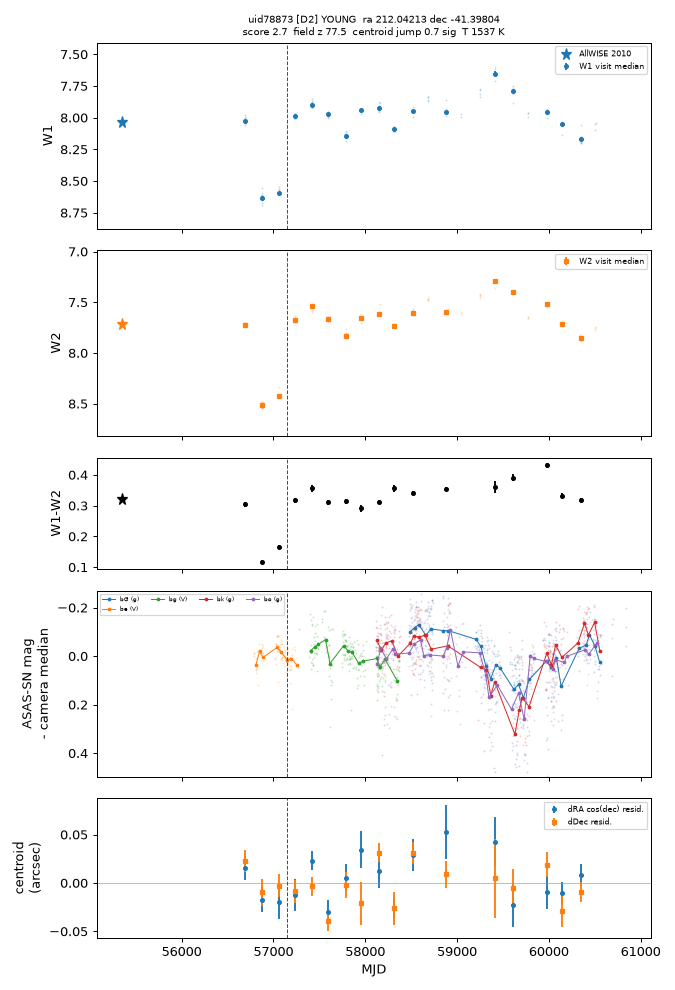 uid78873 [D2] YOUNG ra 212.04213 dec -41.39804
score 2.7 field z 77.5 centroid jump 0.7 sig T 1537 K
7.50
7.75
8.00
8.25
8.50
8.75
W1
AllWISE 2010
W1 visit median
7.0
7.5
8.0
8.5
W2
W2 visit median
0.4
0.3
0.2
0.1
W1-W2
−0.2
0.0
0.2
0.4
ASAS-SN mag
- camera median
bG (g)
bg (V)
bk (g)
bo (g)
0.05
0.00
−0.05
centroid
(arcsec)
dRA cos(dec) resid.
dDec resid.
56000
57000
58000
59000
60000
61000
MJD